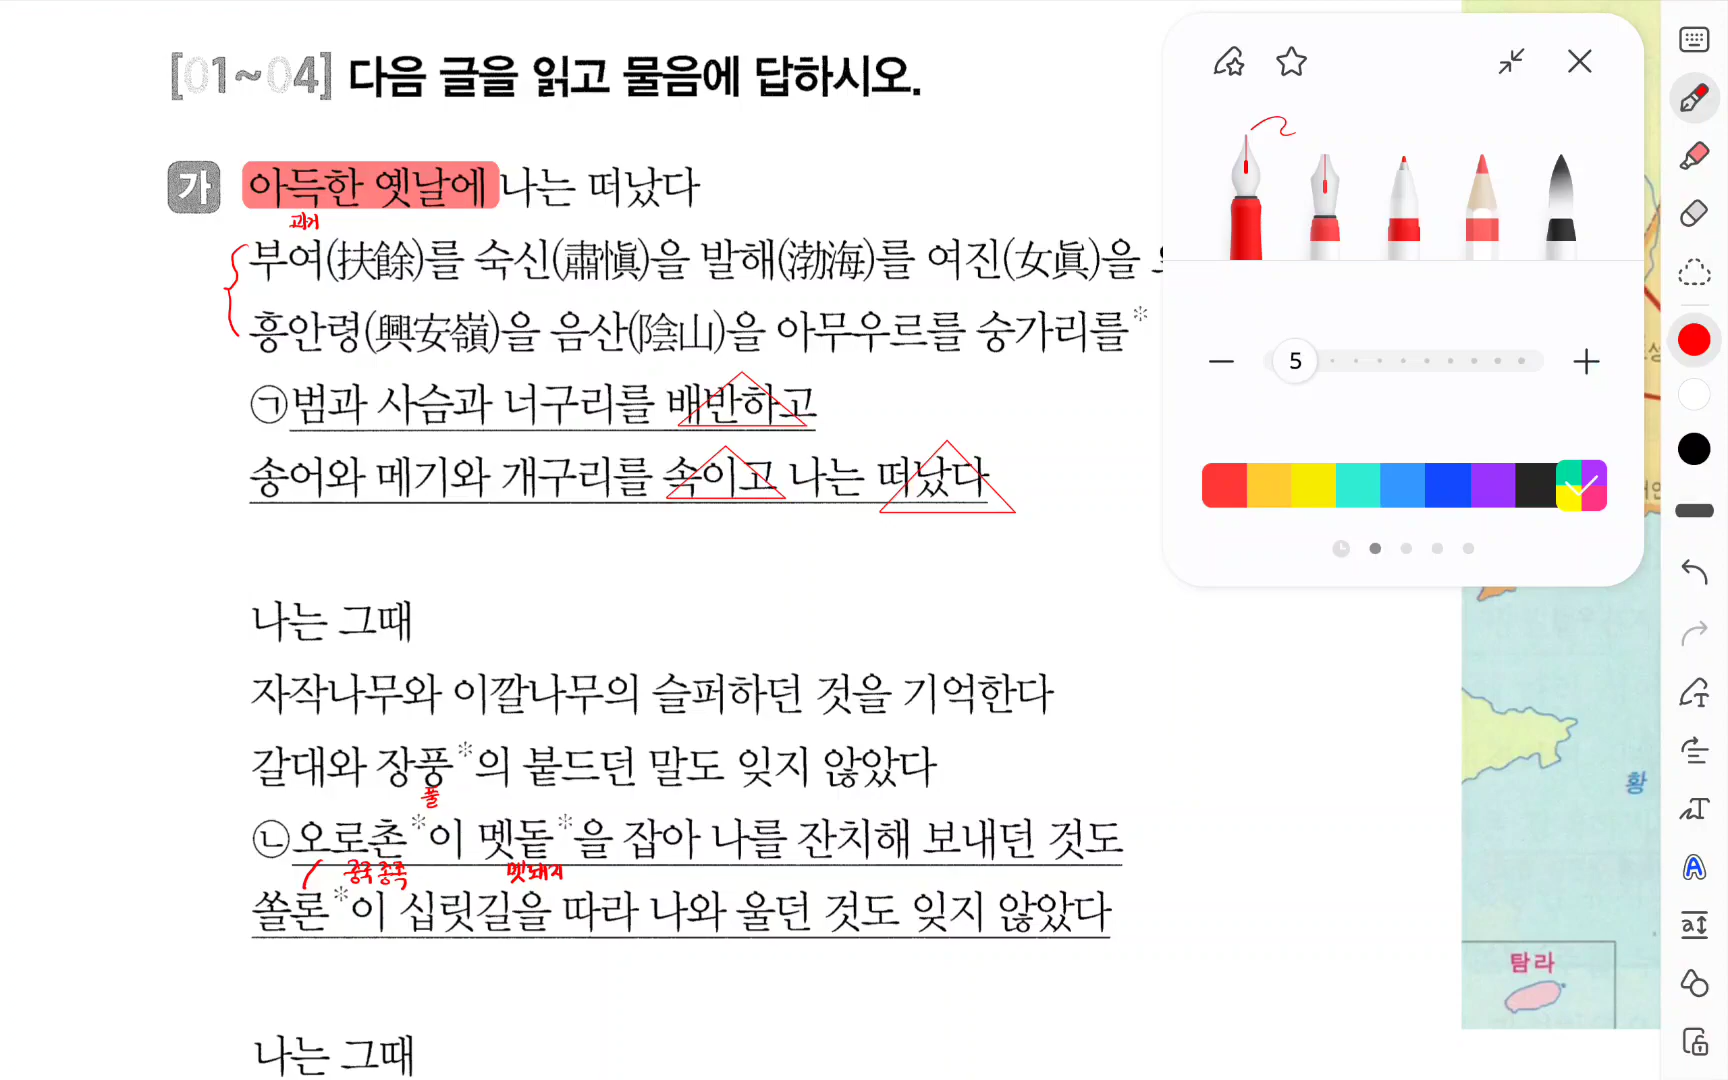 [01~04] 다음 글을 읽고 물음에 답하시오.
가 아득한 옛날에 나는 떠났다
과거
부여(扶餘)를 숙신(肅愼)을 발해(渤海)를 여진(女眞)을
흥안령(興安嶺)을 음산(陰山)을 아무우르를 숭가리를*
㉠범과 사슴과 너구리를 배반하고
송어와 메기와 개구리를 속이고 나는 떠났다
나는 그때
자작나무와 이깔나무의 슬퍼하던 것을 기억한다
갈대와 장풍*의 붙드던 말도 잊지 않았다
풀
㉡오로촌*이 멧돝*을 잡아 나를 잔치해 보내던 것도
중국 종족 멧돼지
쏠론*이 십릿길을 따라 나와 울던 것도 잊지 않았다
나는 그때
5
황
탐라